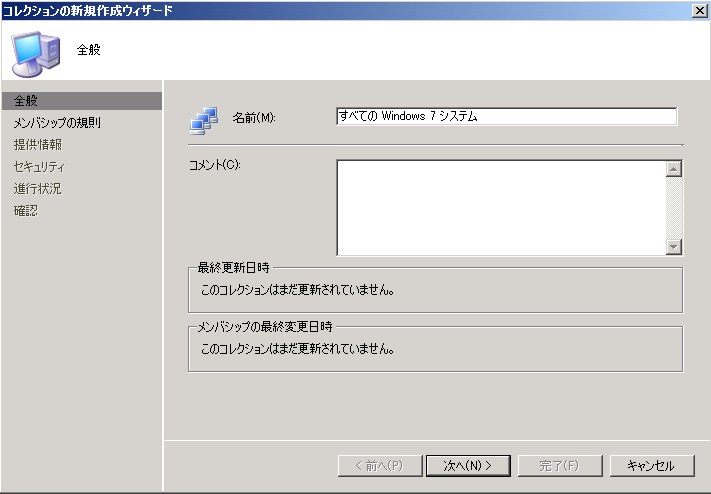 コレクションの新規作成ウィザード
全般
全般
メンバシップの規則
提供情報
セキュリティ
進行状況
確認
名前(M): すべての Windows 7 システム
コメント(C):
最終更新日時
このコレクションはまだ更新されていません。
メンバシップの最終変更日時
このコレクションはまだ更新されていません。
< 前へ(P) 次へ(N) > 完了(F) キャンセル